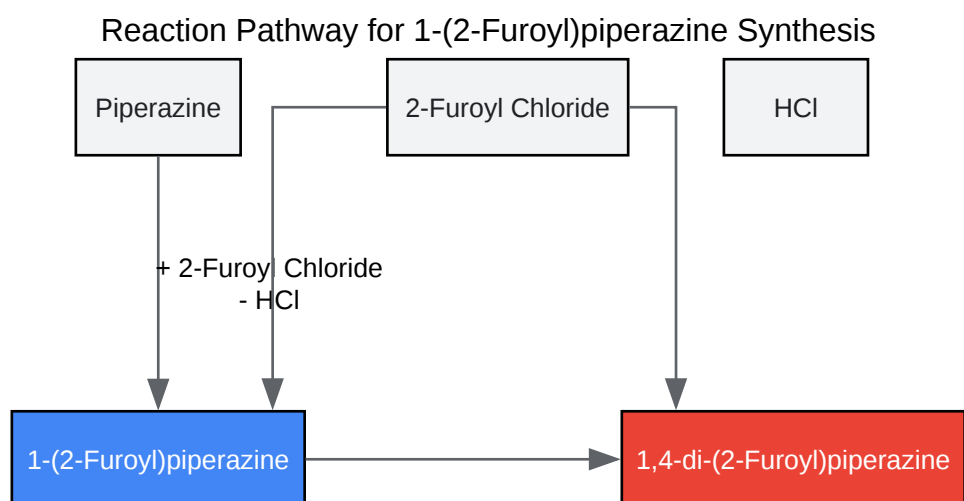 Reaction Pathway for 1-(2-Furoyl)piperazine Synthesis
Piperazine
2-Furoyl Chloride
HCl
+ 2-Furoyl Chloride
- HCl
1-(2-Furoyl)piperazine
1,4-di-(2-Furoyl)piperazine